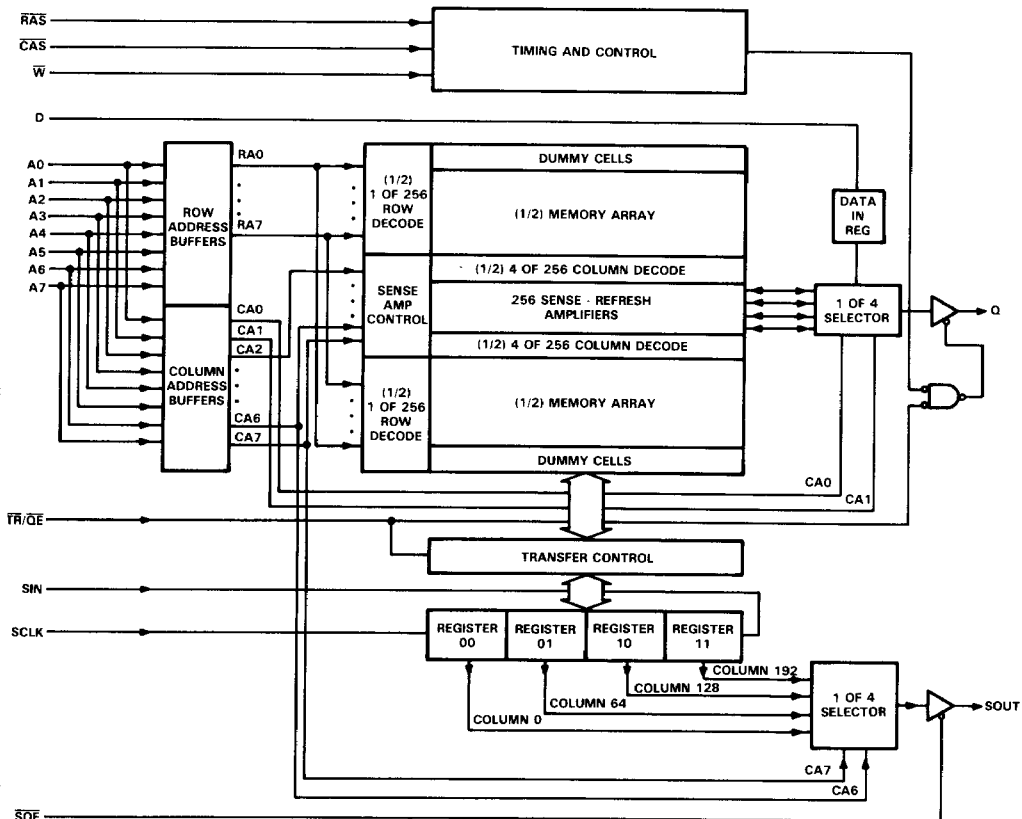 RAS
CAS
W
TIMING AND CONTROL
D
A0
A1
A2
A3
A4
A5
A6
A7
ROW
ADDRESS
BUFFERS
RA0
RA7
COLUMN
ADDRESS
BUFFERS
CA0
CA1
CA2
CA6
CA7
(1/2)
1 OF 256
ROW
DECODE
SENSE
AMP
CONTROL
(1/2)
1 OF 256
ROW
DECODE
DUMMY CELLS
(1/2) MEMORY ARRAY
(1/2) 4 OF 256 COLUMN DECODE
256 SENSE - REFRESH
AMPLIFIERS
(1/2) 4 OF 256 COLUMN DECODE
(1/2) MEMORY ARRAY
DUMMY CELLS
DATA
IN
REG
1 OF 4
SELECTOR
Q
CA0
CA1
TR/QE
TRANSFER CONTROL
SIN
SCLK
REGISTER
00
REGISTER
01
REGISTER
10
REGISTER
11
COLUMN 192
COLUMN 128
COLUMN 64
COLUMN 0
1 OF 4
SELECTOR
SOUT
CA7
CA6
SOE